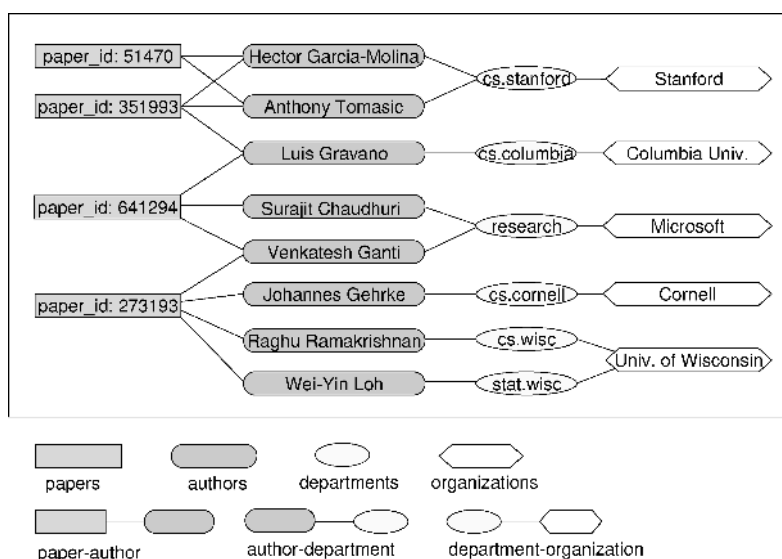 paper_id: 51470 Hector Garcia-Molina cs.stanford Stanford
paper_id: 351993 Anthony Tomasic
Luis Gravano cs.columbia Columbia Univ.
paper_id: 641294 Surajit Chaudhuri research Microsoft
Venkatesh Ganti
paper_id: 273193 Johannes Gehrke cs.cornell Cornell
Raghu Ramakrishnan cs.wisc Univ. of Wisconsin
Wei-Yin Loh stat.wisc
papers authors departments organizations
paper-author author-department department-organization